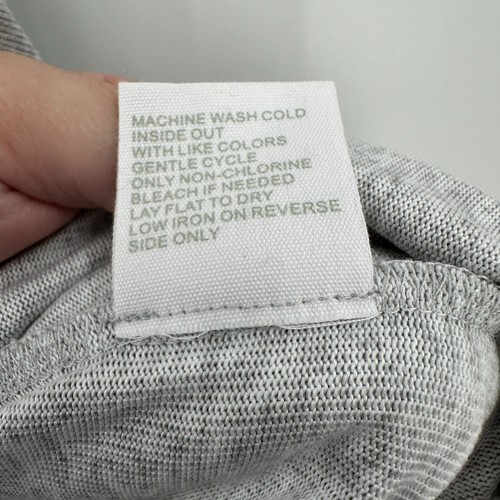 MACHINE WASH COLD
INSIDE OUT
WITH LIKE COLORS
GENTLE CYCLE
ONLY NON-CHLORINE
BLEACH IF NEEDED
LAY FLAT TO DRY
LOW IRON ON REVERSE
SIDE ONLY